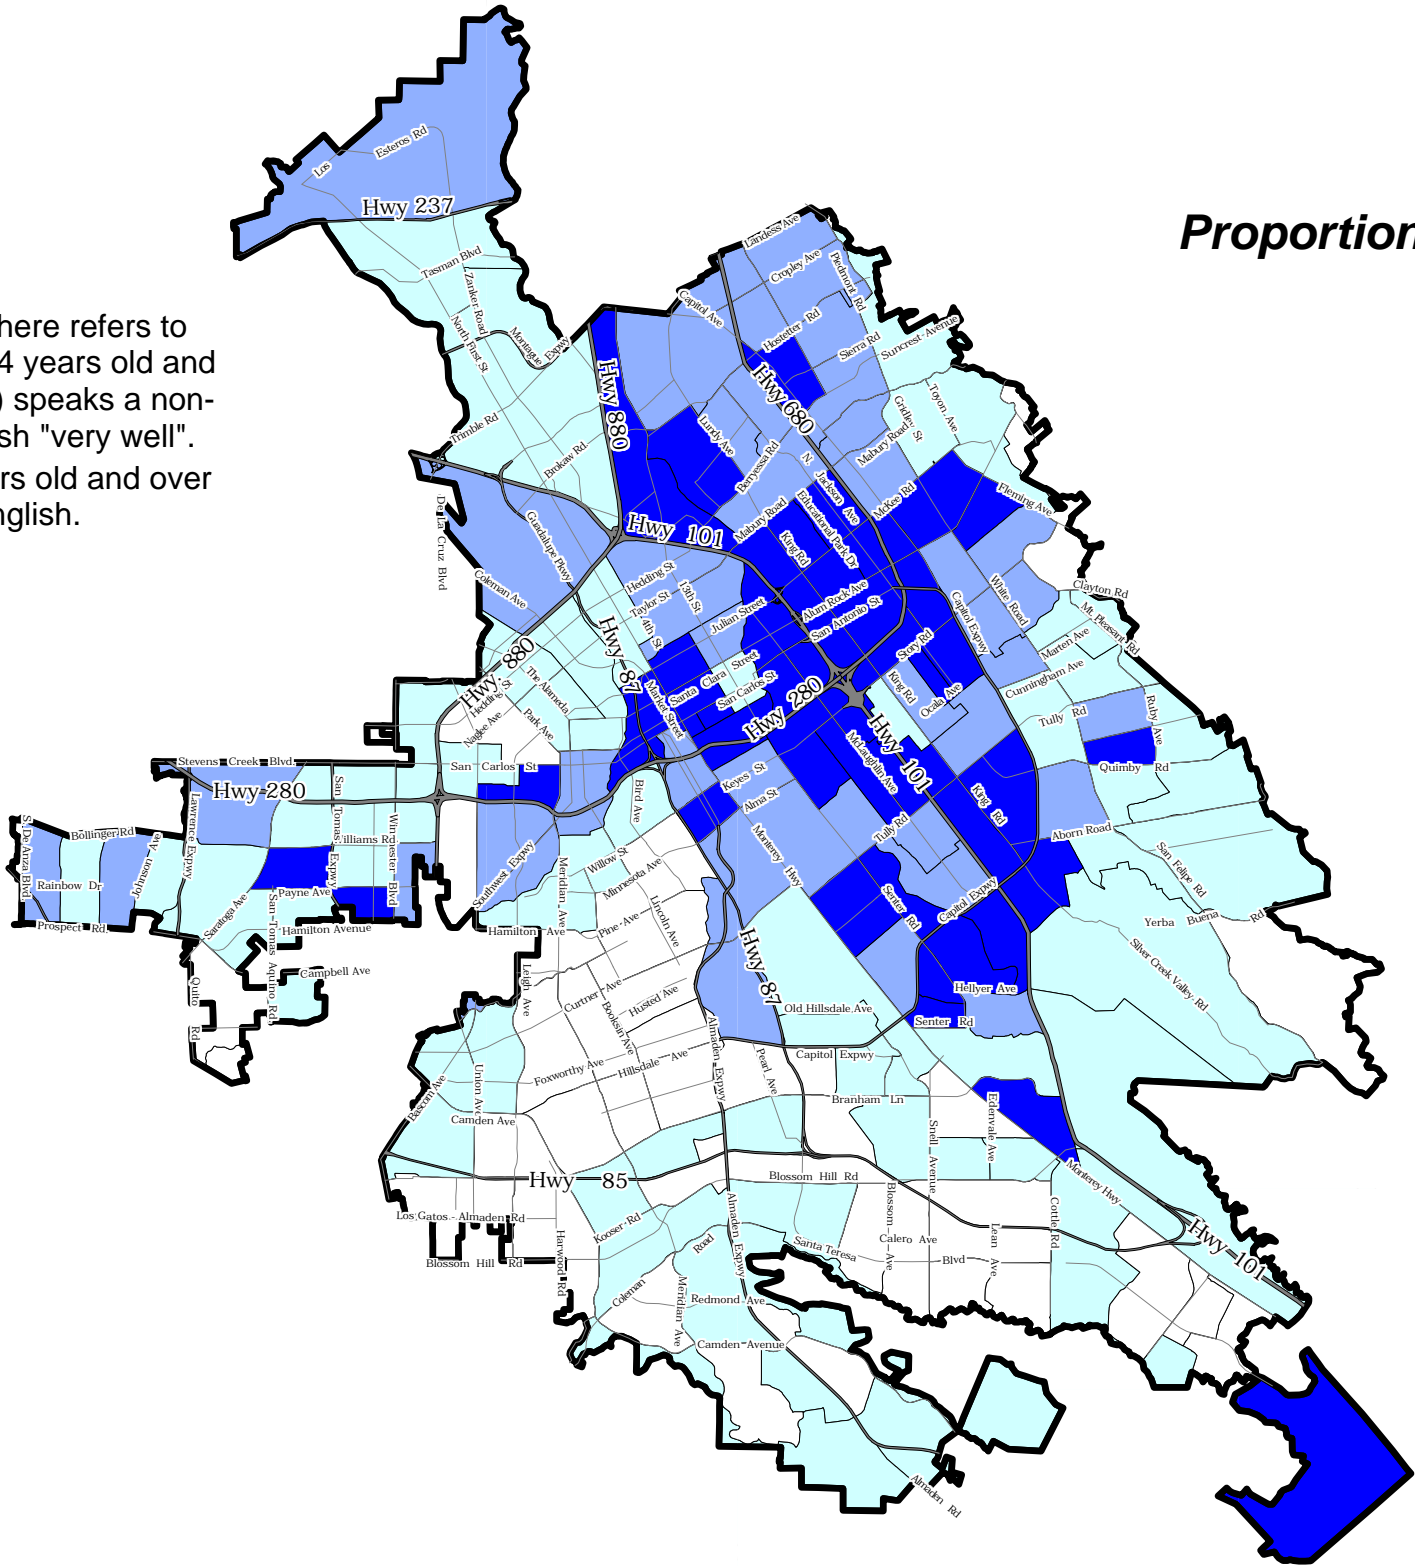 Proportion
here refers to
4 years old and
) speaks a non-
sh "very well".
rs old and over
nglish.
Los Esteros Rd
Hwy 237
Tasman Blvd
Zanker Road
North First St
Montague Expwy
Trimble Rd
Brokaw Rd.
De La Cruz Blvd
Guadalupe Pkwy
Coleman Ave
Landess Ave
Cropley Ave
Piedmont Rd
Capitol Ave
Hostetter Rd
Sierra Rd
Suncrest Avenue
Hwy 880
Hwy 680
Lundy Ave
Berryessa Rd
N. Jackson Ave
Mabury Road
Gridley St
Toyon Ave
McKee Rd
Fleming Ave
Mabury Road
Educational Park Dr
King Rd
Hwy 101
Hedding St
Taylor St
13th St
4th St
Julian Street
Alum Rock Ave
San Antonio St
Capitol Expwy
White Road
Clayton Rd
Mt. Pleasant Rd
Marten Ave
Cunningham Ave
Story Rd
King Rd
Ocala Ave
Tully Rd
Ruby Ave
Quimby Rd
Hwy 87
Santa Clara Street
San Carlos St
Market Street
Hwy 280
Hwy. 880
Hedding St
The Alameda
Naglee Ave
Park Ave
San Carlos St
Stevens Creek Blvd.
Hwy 280
Lawrence Expwy
San Tomas Expwy
Winchester Blvd
Williams Rd
S. De Anza Blvd.
Bollinger Rd
Rainbow Dr
Johnson Av
Prospect Rd.
Saratoga Ave
Payne Ave
Hamilton Avenue
San Tomas Aquino Rd
Campbell Ave
Quito Rd
Bird Ave
Keyes St
Alma St
McLaughlin Ave
Hwy 101
King Rd
Tully Rd
Aborn Road
San Felipe Rd
Yerba Buena Rd
Silver Creek Valley Rd
Monterey Hwy
Senter Rd
Capitol Expwy
Hellyer Ave
Senter Rd
Southwest Expwy
Meridian Ave
Willow St
Minnesota Ave
Hamilton Ave
Pine Ave
Lincoln Ave
Leigh Ave
Curtner Ave
Booksin Ave
Husted Ave
Hwy 87
Old Hillsdale Ave
Foxworthy Ave
Hillsdale Ave
Almaden Expwy
Pearl Ave
Capitol Expwy
Branham Ln
Bascom Ave
Union Ave
Camden Ave
Snell Avenue
Edenvale Ave
Hwy 85
Blossom Hill Rd
Monterey Hwy
Los Gatos - Almaden Rd
Blossom Hill Rd
Harwood Rd
Kooser Rd
Almaden Expwy
Santa Teresa Blvd
Blossom Ave
Calero Ave
Lean Ave
Cottle Rd
Hwy 101
Coleman Road
Meridian Ave
Redmond Ave
Camden Avenue
Almaden Rd